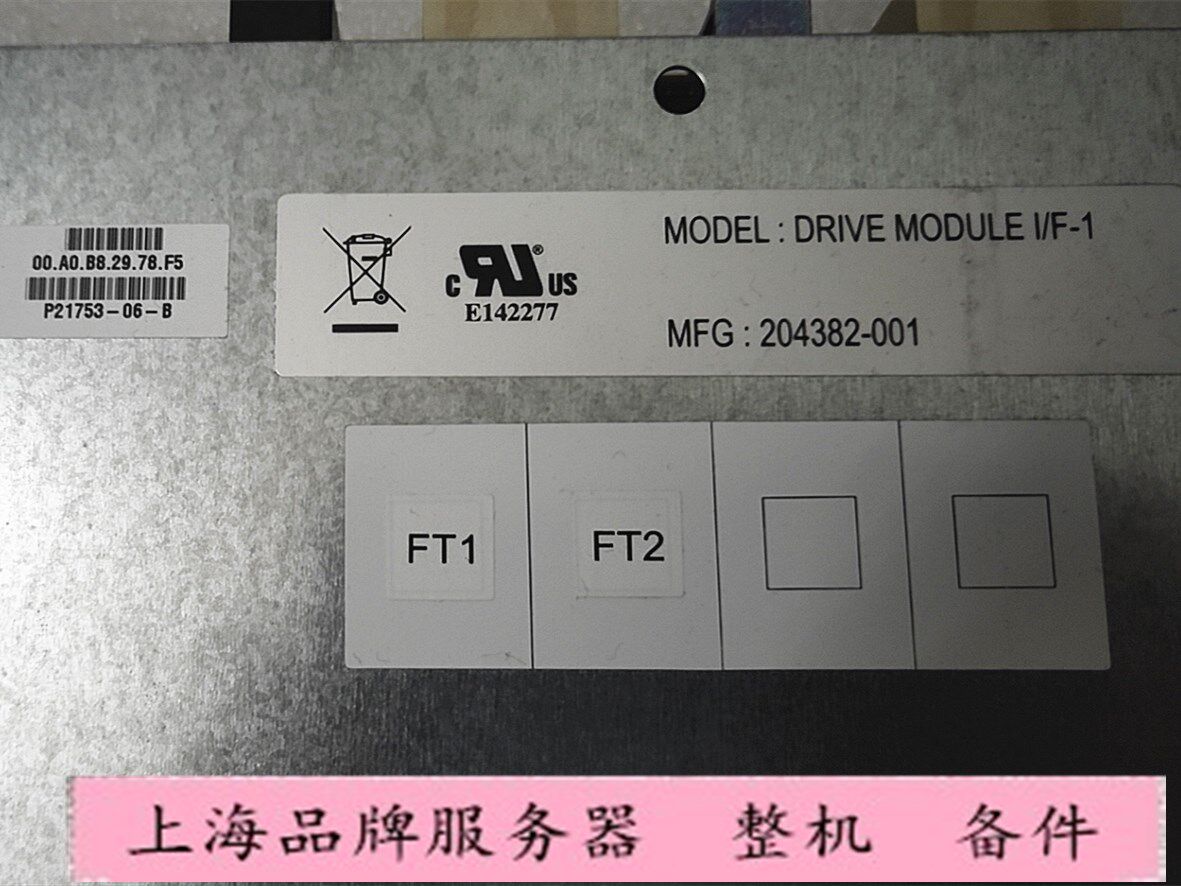 00.A0.B8.29.78.F5
P21753-06-B
c RU® US
E142277
MODEL : DRIVE MODULE I/F-1
MFG : 204382-001
FT1 FT2
上海品牌服务器 整机 备件